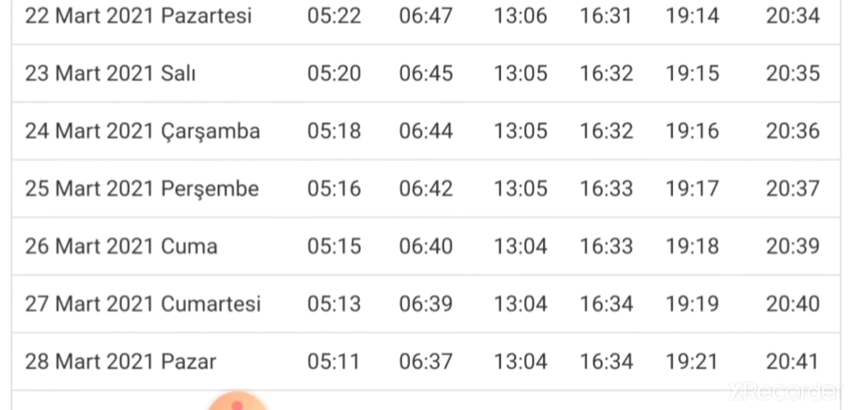 22 Mart 2021 Pazartesi 05:22 06:47 13:06 16:31 19:14 20:34
23 Mart 2021 Salı 05:20 06:45 13:05 16:32 19:15 20:35
24 Mart 2021 Çarşamba 05:18 06:44 13:05 16:32 19:16 20:36
25 Mart 2021 Perşembe 05:16 06:42 13:05 16:33 19:17 20:37
26 Mart 2021 Cuma 05:15 06:40 13:04 16:33 19:18 20:39
27 Mart 2021 Cumartesi 05:13 06:39 13:04 16:34 19:19 20:40
28 Mart 2021 Pazar 05:11 06:37 13:04 16:34 19:21 20:41
XRecorder